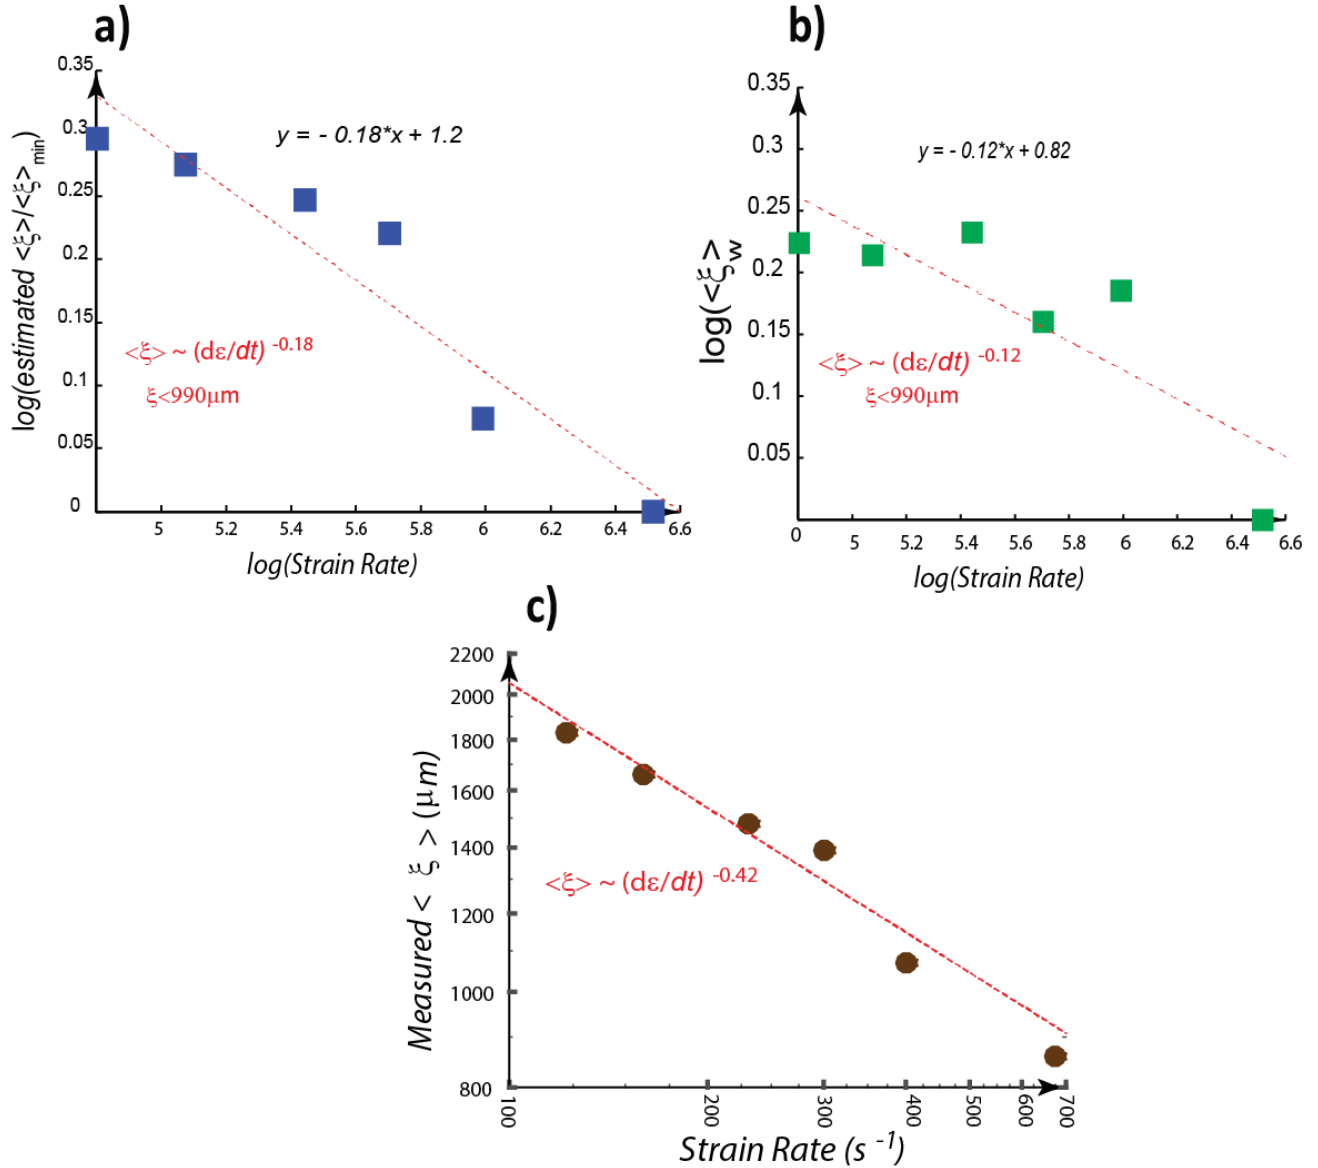 a)
0.35
0.3
0.25
0.2
0.15
0.1
0.05
0
log(estimated <ξ>/<ξ>min)
y = - 0.18*x + 1.2
<ξ> ~ (dε/dt) -0.18
ξ<990μm
5 5.2 5.4 5.6 5.8 6 6.2 6.4 6.6
log(Strain Rate)
b)
0.35
0.3
0.25
0.2
0.15
0.1
0.05
log(<ξw>
y = - 0.12*x + 0.82
<ξ> ~ (dε/dt) -0.12
ξ<990μm
0 5 5.2 5.4 5.6 5.8 6 6.2 6.4 6.6
log(Strain Rate)
c)
2200
2000
1800
1600
1400
1200
1000
800
Measured < ξ > (μm)
<ξ> ~ (dε/dt) -0.42
100 200 300 400 500 600 700
Strain Rate (s -1)